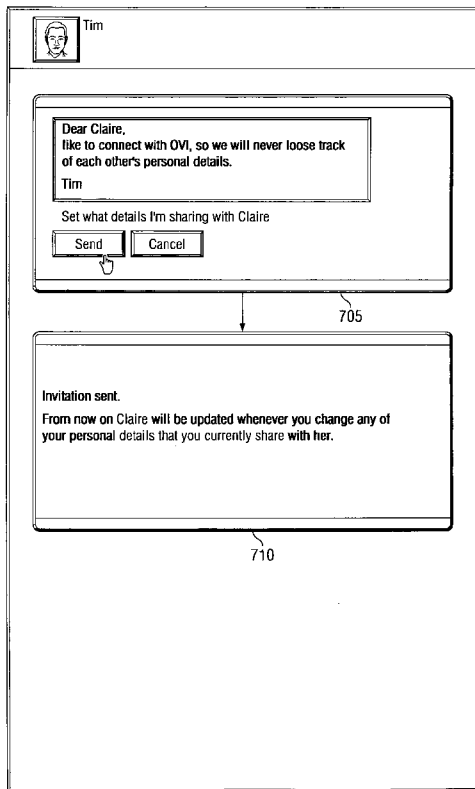 Tim
Dear Claire,
like to connect with OVI, so we will never loose track
of each other's personal details.
Tim
Set what details I'm sharing with Claire
Send Cancel
705
Invitation sent.
From now on Claire will be updated whenever you change any of
your personal details that you currently share with her.
710